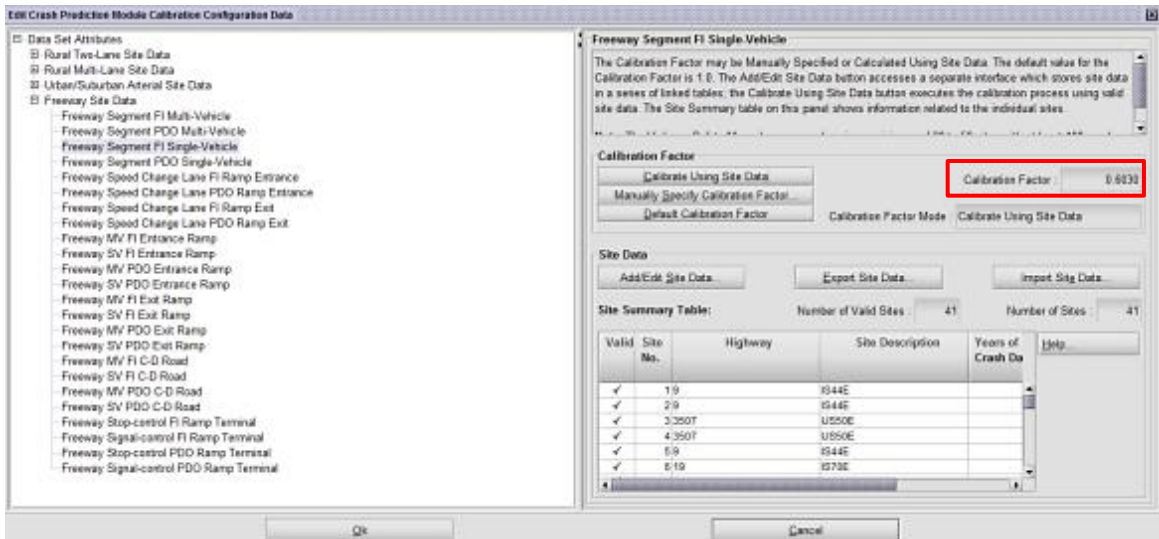 Edit Crash Prediction Module Calibration Configuration Data
Data Set Attributes
Rural Two-Lane Site Data
Rural Multi-Lane Site Data
Urban/Suburban Arterial Site Data
Freeway Site Data
Freeway Segment FI Multi-Vehicle
Freeway Segment PDO Multi-Vehicle
Freeway Segment FI Single-Vehicle
Freeway Segment PDO Single-Vehicle
Freeway Speed Change Lane FI Ramp Entrance
Freeway Speed Change Lane PDO Ramp Entrance
Freeway Speed Change Lane FI Ramp Exit
Freeway Speed Change Lane PDO Ramp Exit
Freeway MV FI Entrance Ramp
Freeway SV FI Entrance Ramp
Freeway MV PDO Entrance Ramp
Freeway SV PDO Entrance Ramp
Freeway MV FI Exit Ramp
Freeway SV FI Exit Ramp
Freeway MV PDO Exit Ramp
Freeway SV PDO Exit Ramp
Freeway MV FI C-D Road
Freeway SV FI C-D Road
Freeway MV PDO C-D Road
Freeway SV PDO C-D Road
Freeway Stop-control FI Ramp Terminal
Freeway Signal-control FI Ramp Terminal
Freeway Stop-control PDO Ramp Terminal
Freeway Signal-control PDO Ramp Terminal
Freeway Segment FI Single-Vehicle
The Calibration Factor may be Manually Specified or Calculated Using Site Data. The default value for the
Calibration Factor is 1.0. The Add/Edit Site Data button accesses a separate interface which stores site data
in a series of linked tables; the Calibrate Using Site Data button executes the calibration process using valid
site data. The Site Summary table on this panel shows information related to the individual sites.
Calibration Factor
Calibrate Using Site Data
Calibration Factor : 0.6030
Manually Specify Calibration Factor...
Default Calibration Factor
Calibration Factor Mode Calibrate Using Site Data
Site Data
Add/Edit Site Data... Export Site Data... Import Site Data...
Site Summary Table: Number of Valid Sites : 41 Number of Sites : 41
Valid Site No. Highway Site Description Years of Crash Da Help...
✓ 1 9 IS44E
✓ 2 9 IS44E
✓ 3 3507 US50E
✓ 4 3507 US50E
✓ 5 9 IS44E
✓ 6 19 IS70E
Ok Cancel